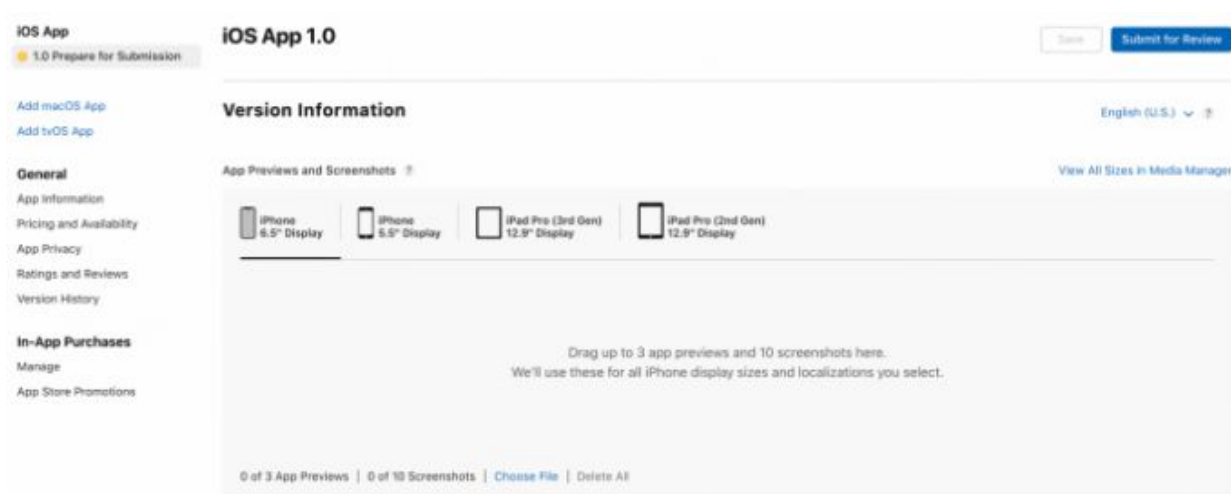 iOS App
1.0 Prepare for Submission
Add macOS App
Add tvOS App
General
App Information
Pricing and Availability
App Privacy
Ratings and Reviews
Version History
In-App Purchases
Manage
App Store Promotions
iOS App 1.0
Save
Submit for Review
Version Information
English (U.S.)
?
App Previews and Screenshots ?
View All Sizes in Media Manager
iPhone
6.5" Display
iPhone
5.5" Display
iPad Pro (3rd Gen)
12.9" Display
iPad Pro (2nd Gen)
12.9" Display
Drag up to 3 app previews and 10 screenshots here.
We'll use these for all iPhone display sizes and localizations you select.
0 of 3 App Previews | 0 of 10 Screenshots | Choose File | Delete All